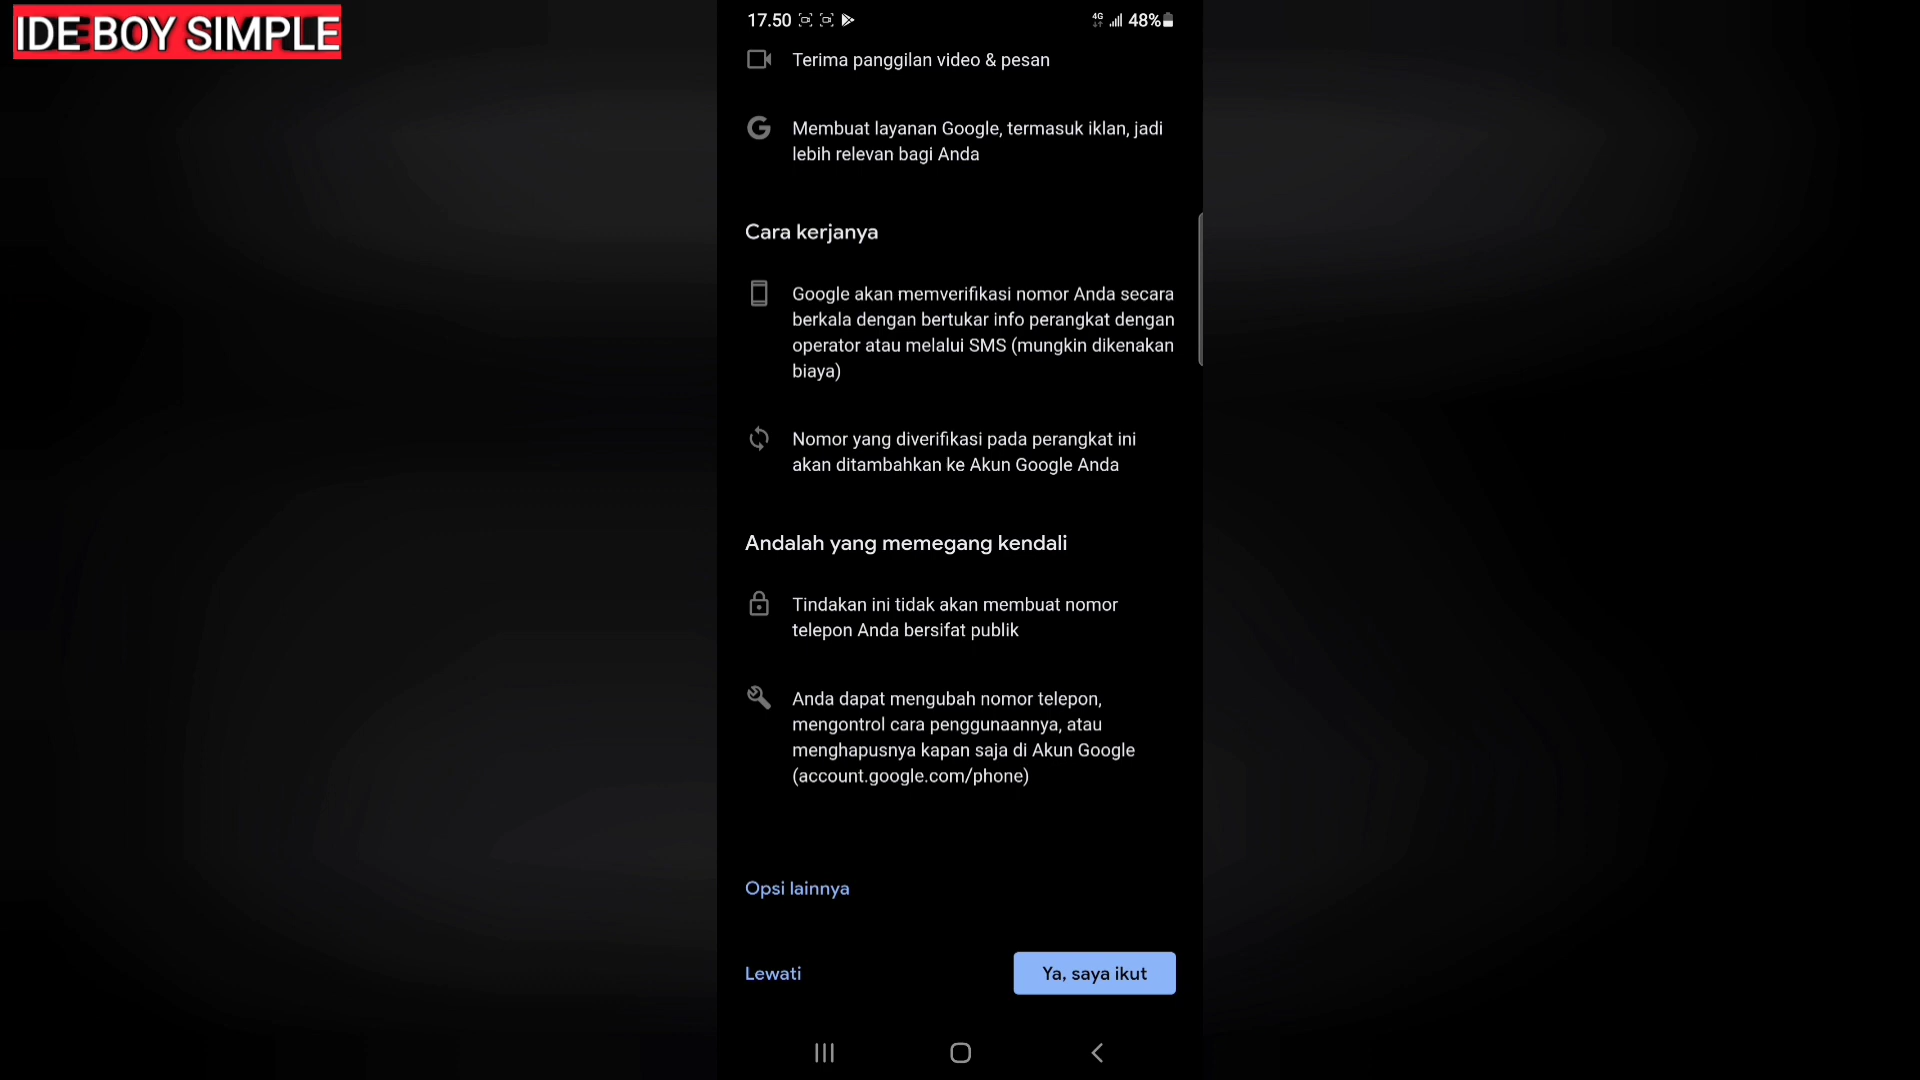 IDE BOY SIMPLE
17.50
4G 48%
Terima panggilan video & pesan
Membuat layanan Google, termasuk iklan, jadi
lebih relevan bagi Anda
Cara kerjanya
Google akan memverifikasi nomor Anda secara
berkala dengan bertukar info perangkat dengan
operator atau melalui SMS (mungkin dikenakan
biaya)
Nomor yang diverifikasi pada perangkat ini
akan ditambahkan ke Akun Google Anda
Andalah yang memegang kendali
Tindakan ini tidak akan membuat nomor
telepon Anda bersifat publik
Anda dapat mengubah nomor telepon,
mengontrol cara penggunaannya, atau
menghapusnya kapan saja di Akun Google
(account.google.com/phone)
Opsi lainnya
Lewati
Ya, saya ikut